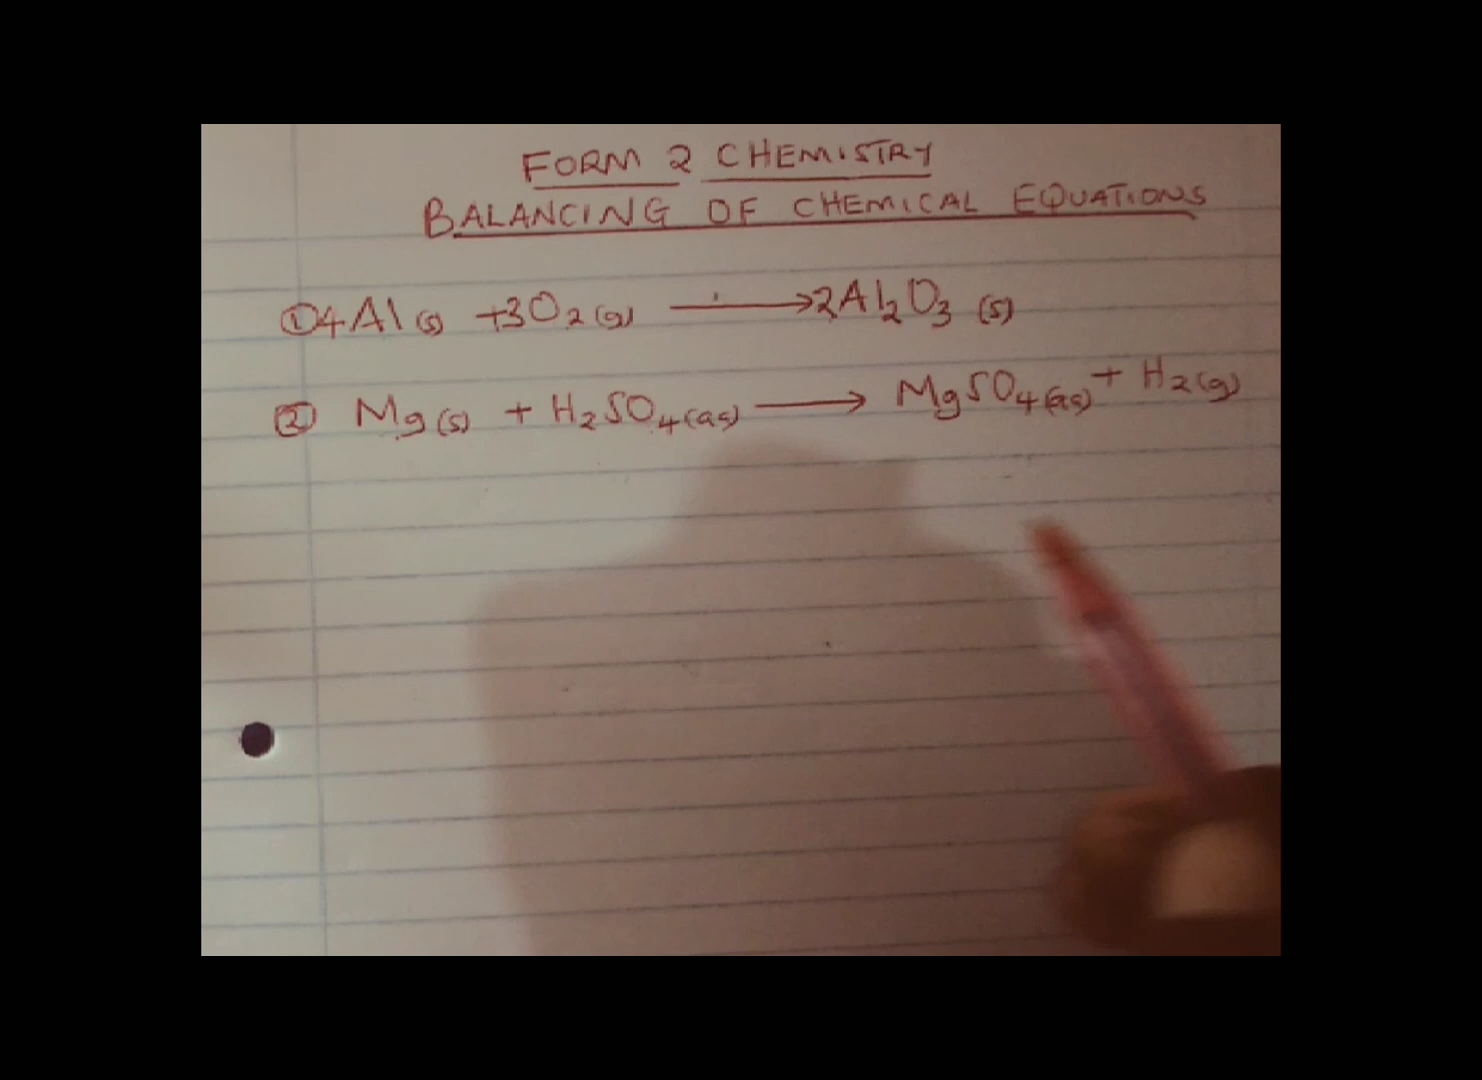 FORM 2 CHEMISTRY
BALANCING OF CHEMICAL EQUATIONS
① 4Al(s) + 3O₂(g) ⟶ 2Al₂O₃ (s)
② Mg(s) + H₂SO₄(aq) ⟶ MgSO₄(aq) + H₂(g)